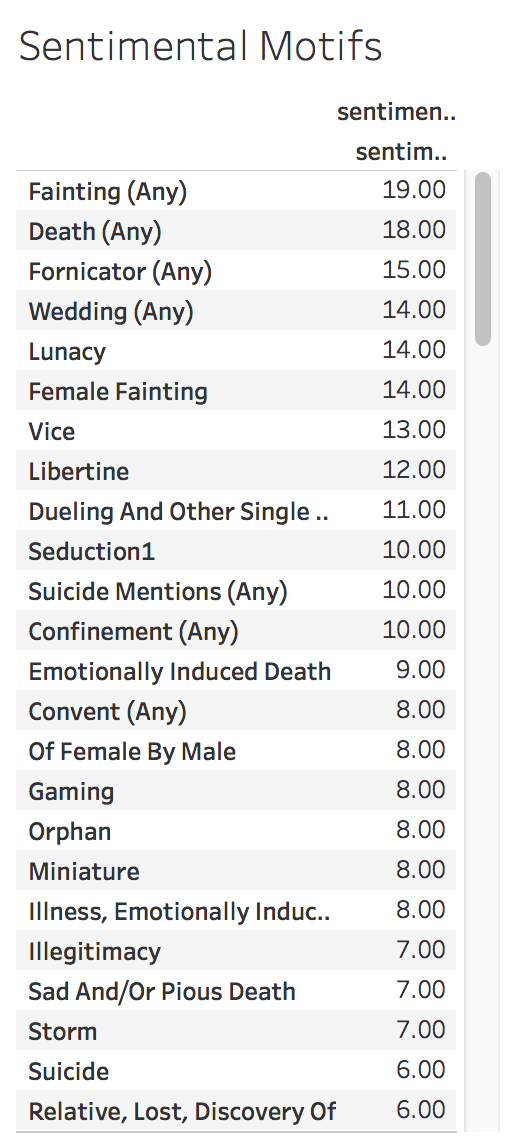 Sentimental Motifs
sentimen..
sentim..
Fainting (Any) 19.00
Death (Any) 18.00
Fornicator (Any) 15.00
Wedding (Any) 14.00
Lunacy 14.00
Female Fainting 14.00
Vice 13.00
Libertine 12.00
Dueling And Other Single .. 11.00
Seduction1 10.00
Suicide Mentions (Any) 10.00
Confinement (Any) 10.00
Emotionally Induced Death 9.00
Convent (Any) 8.00
Of Female By Male 8.00
Gaming 8.00
Orphan 8.00
Miniature 8.00
Illness, Emotionally Induc.. 8.00
Illegitimacy 7.00
Sad And/Or Pious Death 7.00
Storm 7.00
Suicide 6.00
Relative, Lost, Discovery Of 6.00